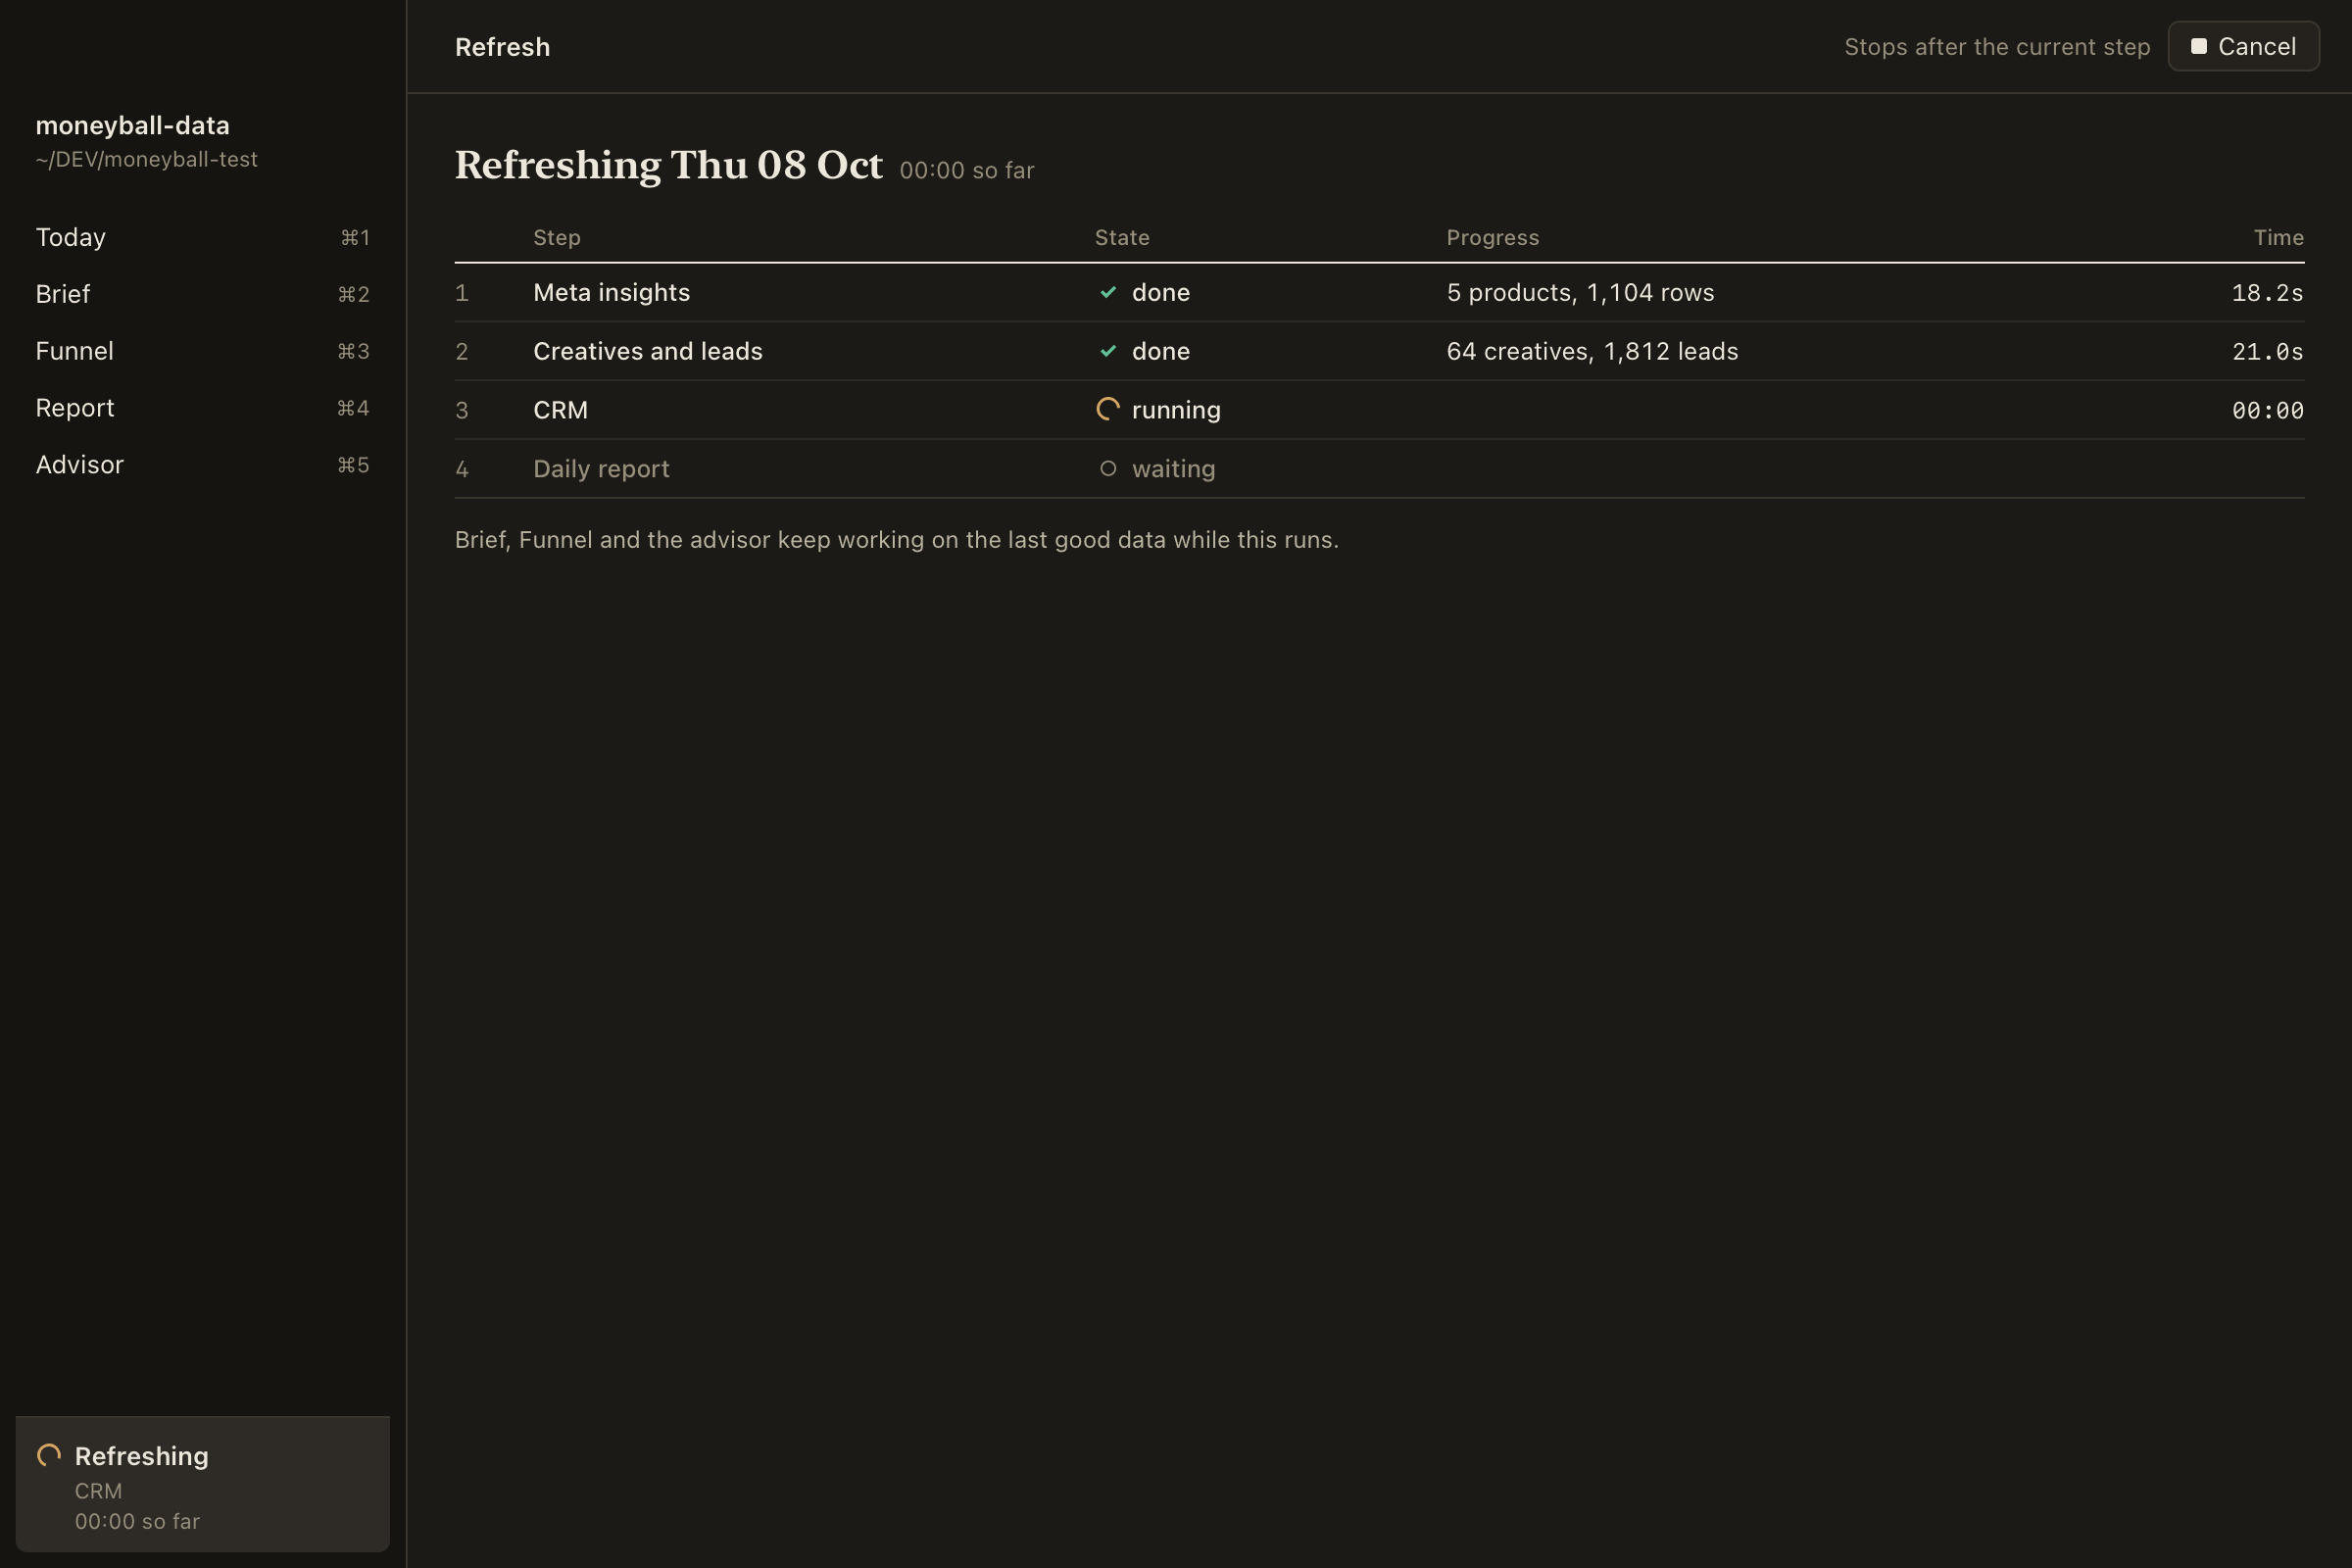 moneyball-data
~/DEV/moneyball-test
Today ⌘1
Brief ⌘2
Funnel ⌘3
Report ⌘4
Advisor ⌘5
Refreshing
CRM
00:00 so far
Refresh
Stops after the current step
Cancel
Refreshing Thu 08 Oct 00:00 so far
Step State Progress Time
1 Meta insights done 5 products, 1,104 rows 18.2s
2 Creatives and leads done 64 creatives, 1,812 leads 21.0s
3 CRM running 00:00
4 Daily report waiting
Brief, Funnel and the advisor keep working on the last good data while this runs.